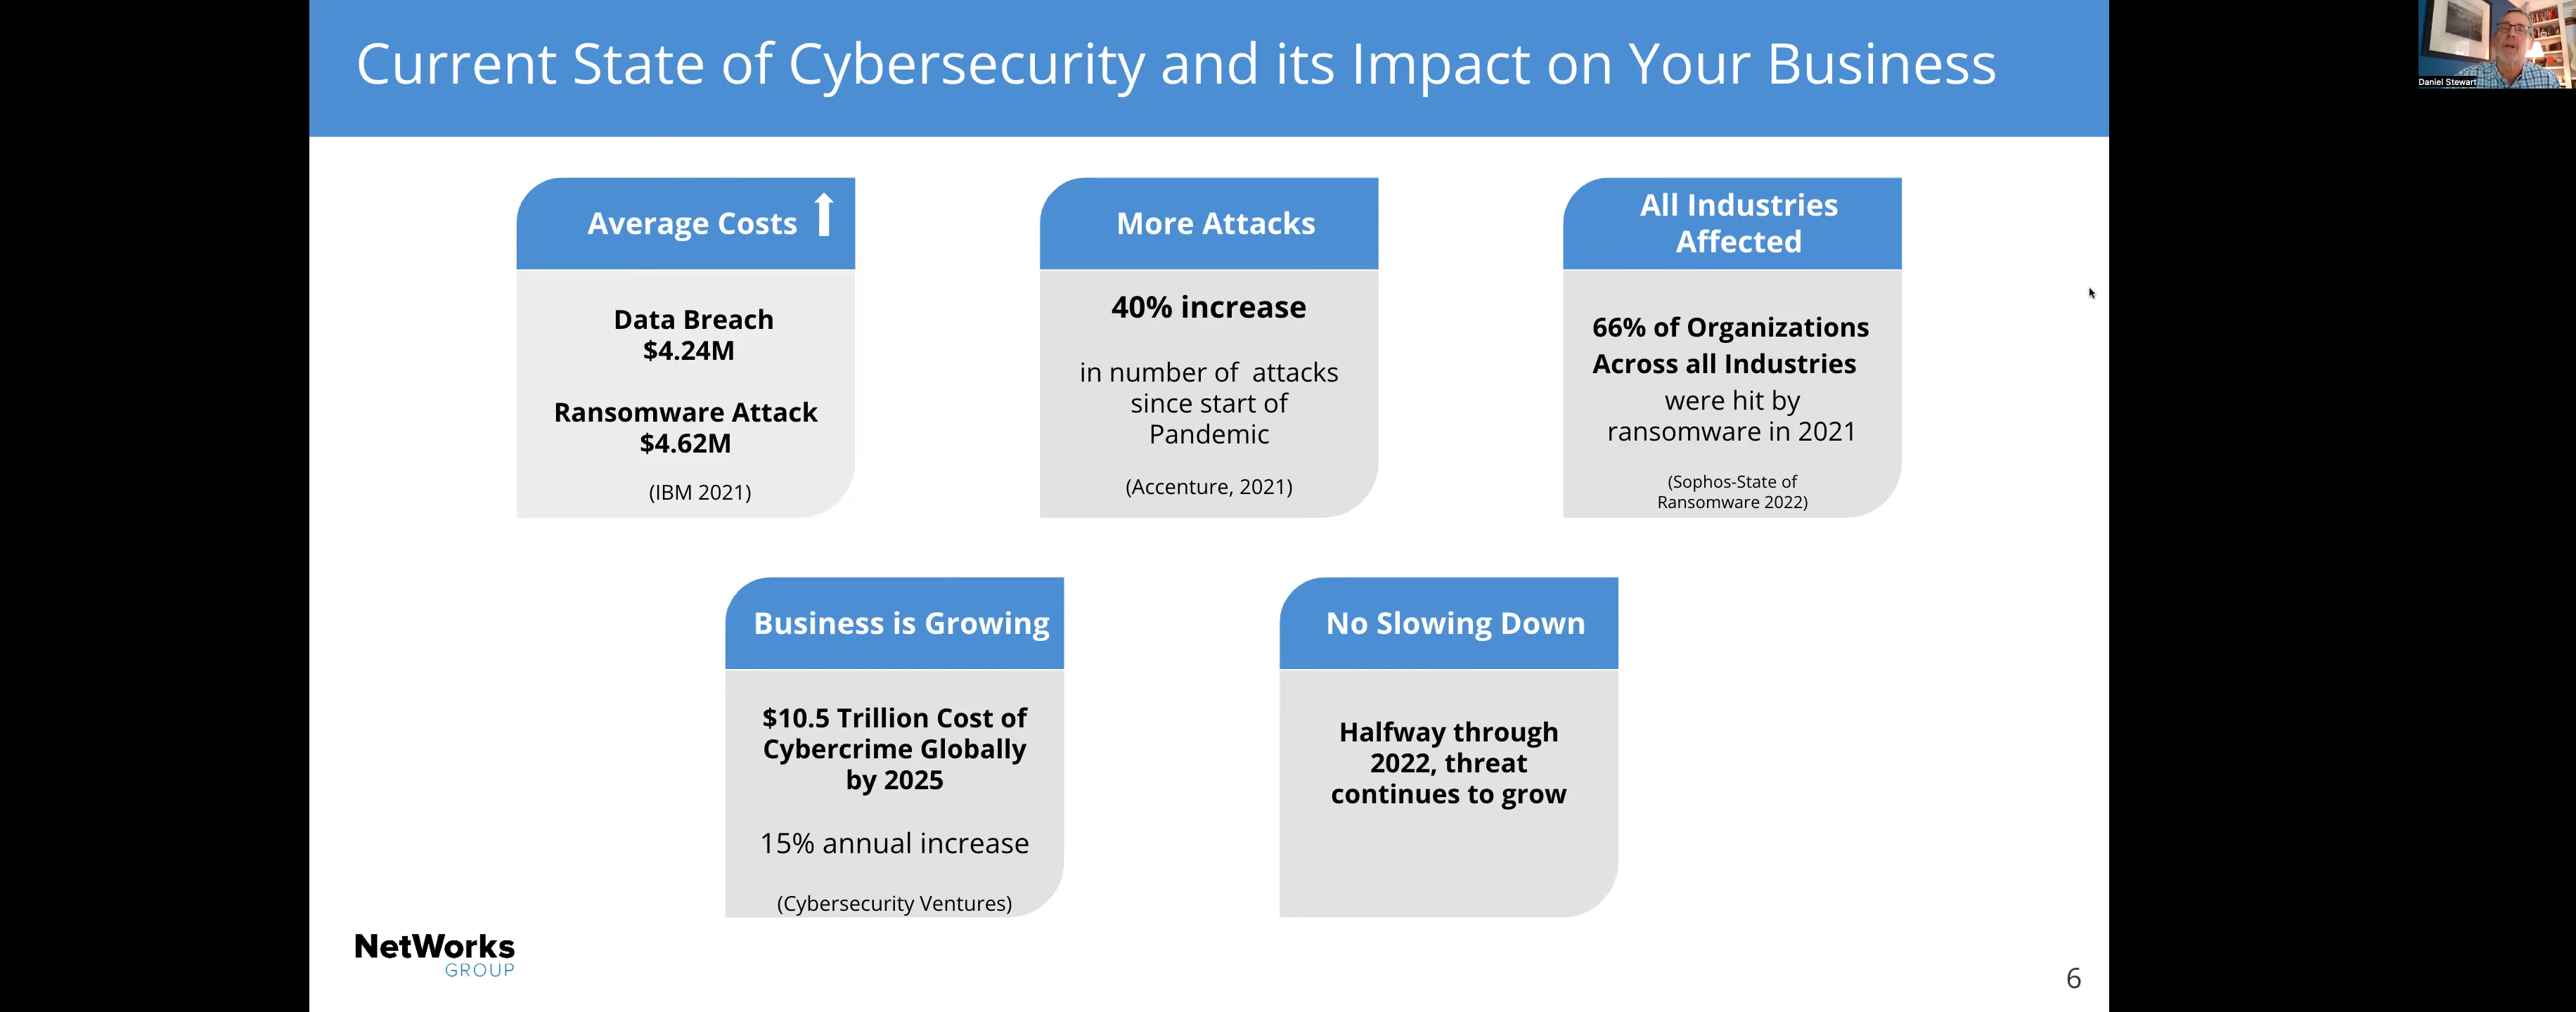 Current State of Cybersecurity and its Impact on Your Business
Daniel Stewart
Average Costs
Data Breach
$4.24M
Ransomware Attack
$4.62M
(IBM 2021)
More Attacks
40% increase
in number of  attacks
since start of
Pandemic
(Accenture, 2021)
All Industries
Affected
66% of Organizations
Across all Industries
were hit by
ransomware in 2021
(Sophos-State of
Ransomware 2022)
Business is Growing
$10.5 Trillion Cost of
Cybercrime Globally
by 2025
15% annual increase
(Cybersecurity Ventures)
No Slowing Down
Halfway through
2022, threat
continues to grow
NetWorks
GROUP
6